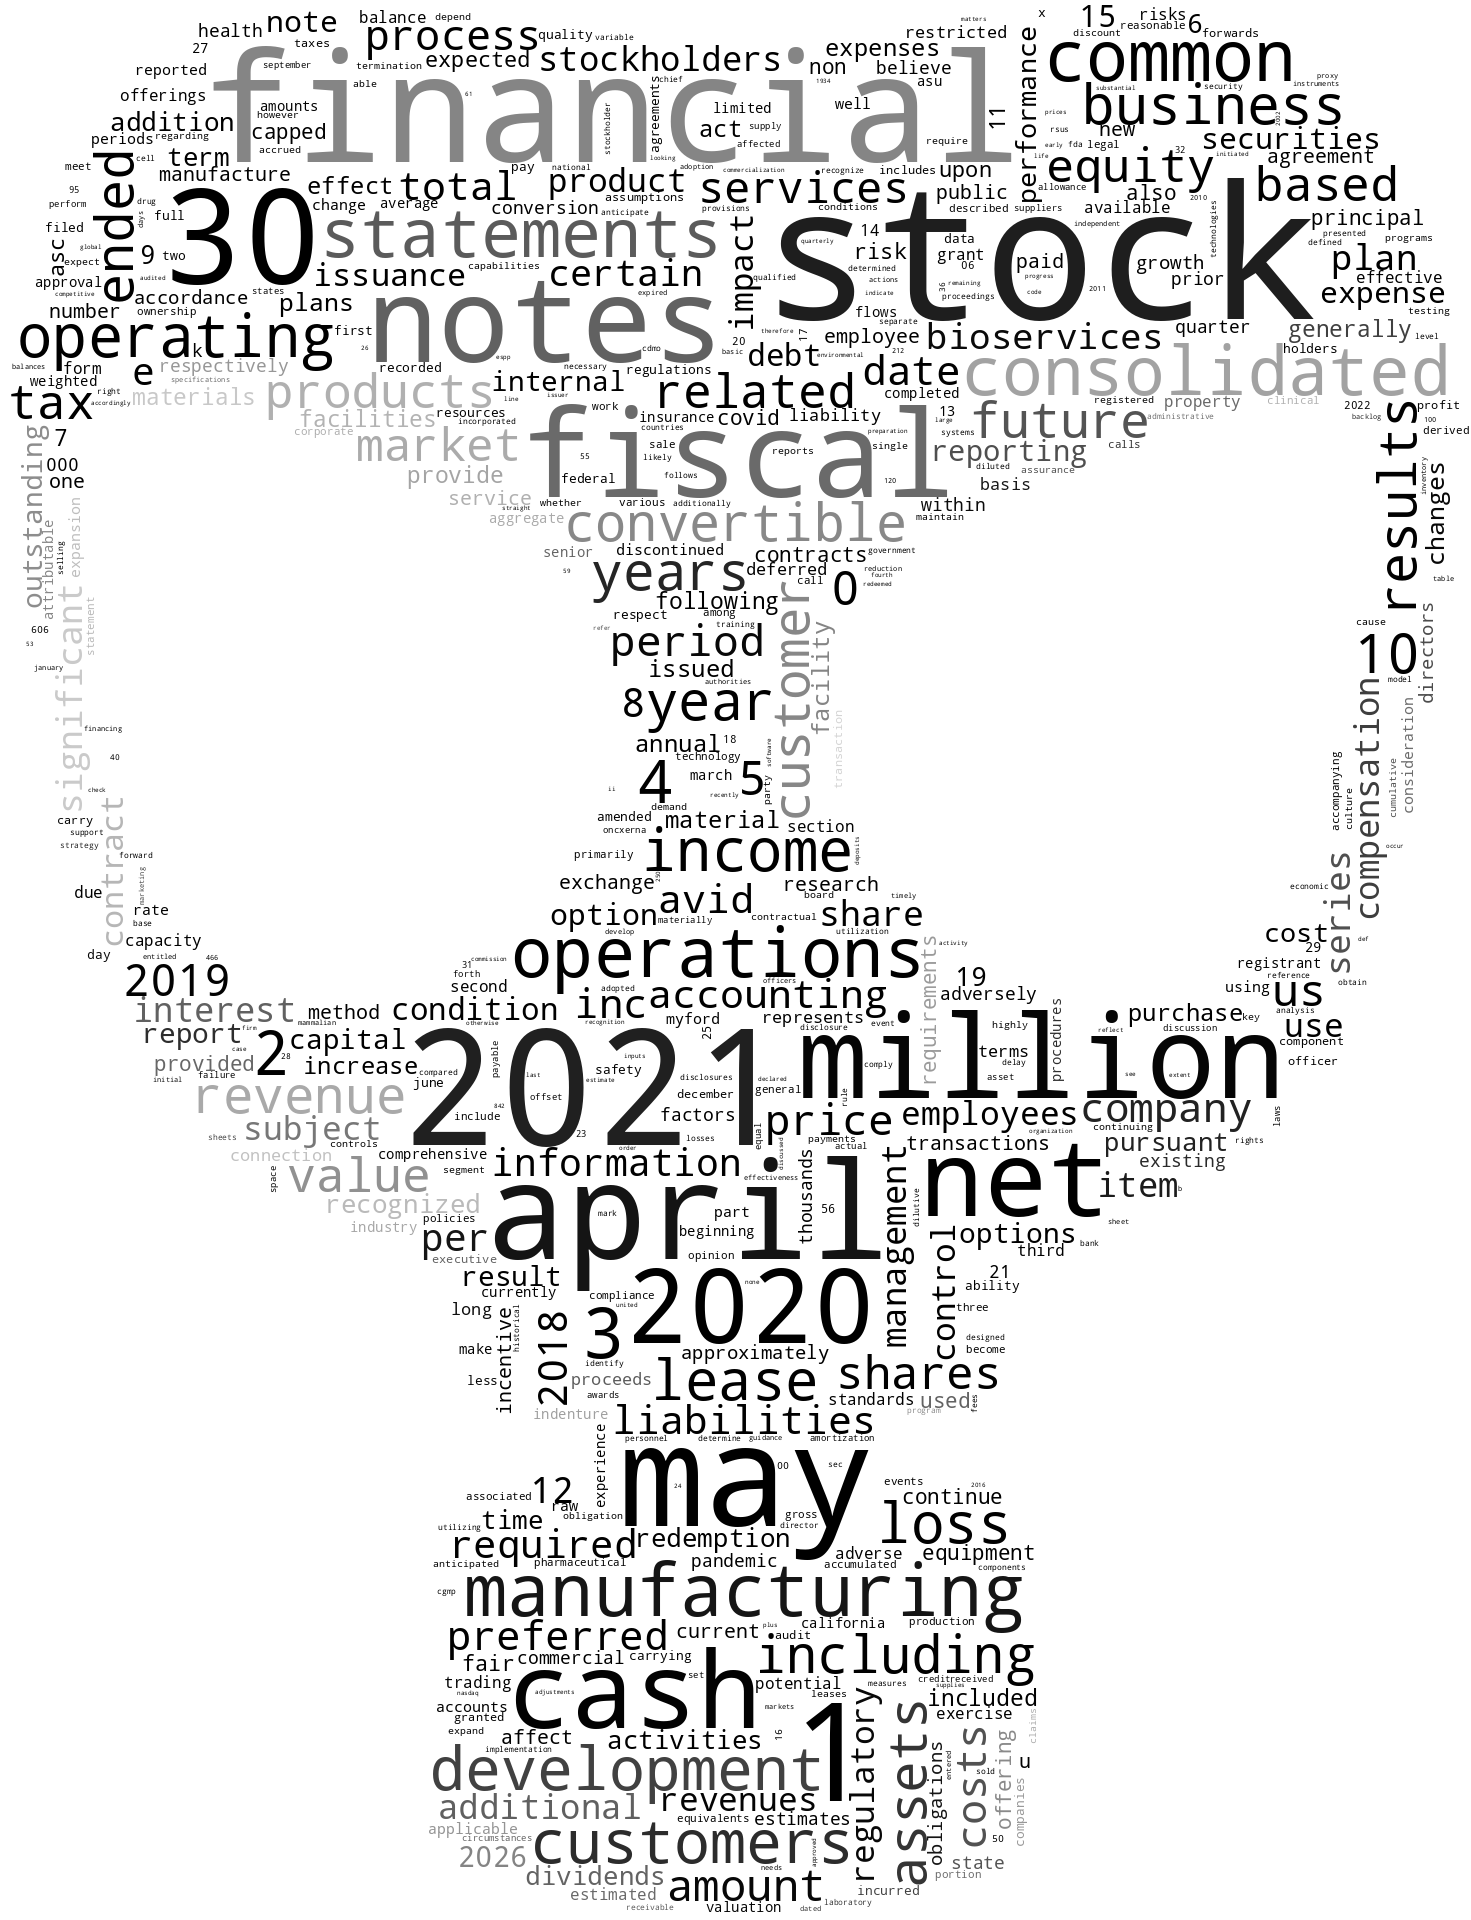 health note balance depend
process quality variable
27 taxes september termination expected stockholders
reported able 61
offerings amounts however
financial
expenses restricted matters
non believe asu
1934 well
x 15 risks 6 forwards
discount reasonable
common
proxy instruments
business
substantial security
addition capped accrued
periods regarding
chief stockholder agreements
limited act supply affected
looking require
11 performance
prices rsus new early fda legal
2002 securities
life equity 32 initiated agreement
meet cell term manufacture
95 perform ended drug days
effect total pay national product
adoption commercialization recognize includes upon
services public
assumptions provisions conditions described suppliers
change average conversion anticipate
allowance also 2010 available independent technologies
based principal
presented programs defined
filed full 30 statements
asc global expect 9 two
approval audited competitive
states accordance ownership number
issuance capabilities certain expired
plans first 26
impact stock quarterly 14 risk
data grant 06
determined actions qualified indicate
36 remaining proceedings
paid progress code 2011
growth prior
plan effective expense testing
operating notes
flows separate therefore 17 employee
20 basic environmental 212
bioservices quarter generally level
holders
balances form k e respectively
weighted specifications right
recorded espp necessary cdmo regulations
debt
date consolidated
tax accordingly materials products
line issuer internal related
completed registered property clinical
2022 profit 100 backlog derived
facilities resources incorporated work
corporate insurance covid liability
countries 13 large systems
future administrative
7 market fiscal
sale likely reports preparation single
reporting diluted calls assurance
000 one provide
55 federal follows 120
basis
results inventory changes
outstanding service whether various additionally
straight aggregate within maintain
convertible
attributable selling expansion
senior discontinued contracts government
59 years deferred call 0 reduction fourth redeemed
table
significant statement
606 53
following among training
respect refer period
customer facility
cause 10 model directors
january issued authorities
8 year
financing
annual 18 technology software
transaction
40 4 march 5 party recently
ii check
compensation consideration
accompanying culture cumulative
carry support strategy
demand amended oncxerna material section
occur
forward contract
primarily income deposits
due marketing
exchange 250 research
economic series
rate base
avid board timely
option materially contractual share
capacity entitled 466 day
develop operations utilization
cost 29 def
31 commission forth second
officers activity
registrant reference obtain
2019 adopted
requirements 19 adversely
using us
interest method condition inc accounting
mammalian otherwise recognition myford 25 represents disclosure event
procedures purchase key discussion analysis
report firm case 2 28 capital
use component officer
provided failure initial increase
compared june payable
2021 last offset inputs safety estimate
disclosures december declared general
million
highly terms delay asset comply rule
reflect see extent
revenue 842 include 23
factors losses
price employees company
laws
sheets subject controls
comprehensive segment order
equal payments actual discussed
transactions organization continuing pursuant rights
connection space value
information effectiveness
existing
recognized industry
april mark part beginning opinion
thousands 56
management dilutive net item b
policies per executive
control options third sheet bank
result currently
compliance united none
2020
21 ability
long historical incentive 2018 3
three designed become
make identify approximately
less proceeds awards
lease shares
standards used fees program
indenture liabilities
personnel determine guidance amortization
experience may
24 00 sec
events 2016
associated 12 raw obligation
gross director
continue
utilizing time loss
required redemption
anticipated pharmaceutical pandemic adverse accumulated equipment components
cgmp manufacturing
california production
preferred plus current audit
including
fair commercial carrying set potential
creditreceived supplies measures
trading nasdaq cash adjustments
leases included
accounts granted expand
markets 1 regulatory exercise claims
affect activities 16
implementation assets obligations entered costs sold offering u
development
revenues companies
additional
equivalents estimates
applicable circumstances
customers approved 50
2026 needs state portion
dividends amount incurred
estimated receivable valuation dated laboratory